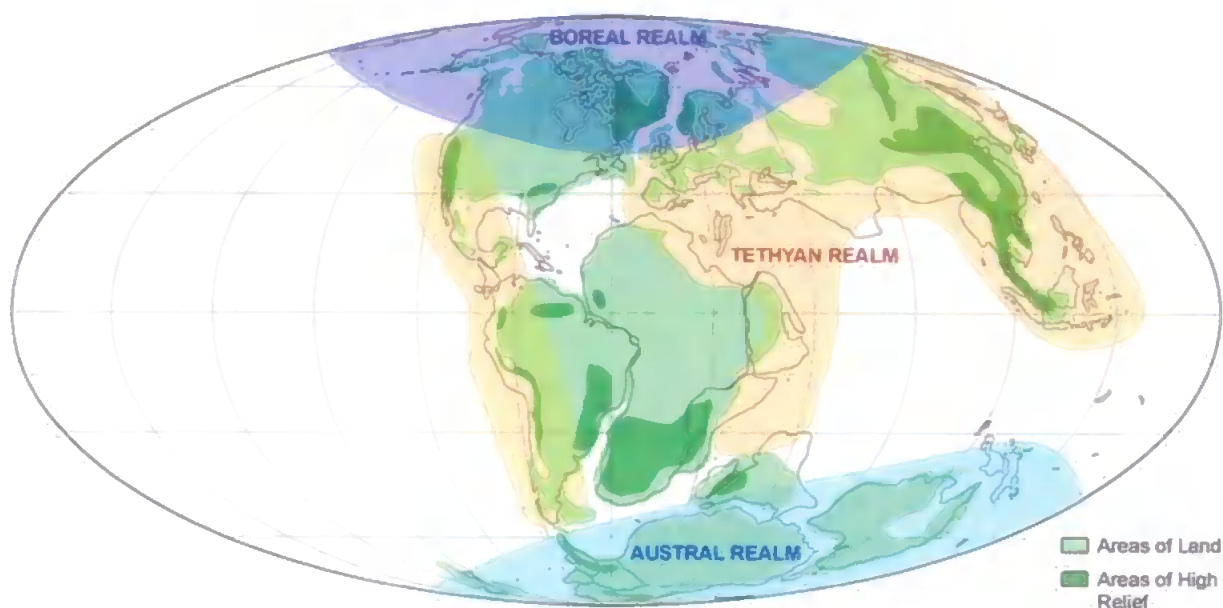 BOREAL REALM
TETHYAN REALM
AUSTRAL REALM
Areas of Land
Areas of High
Relief